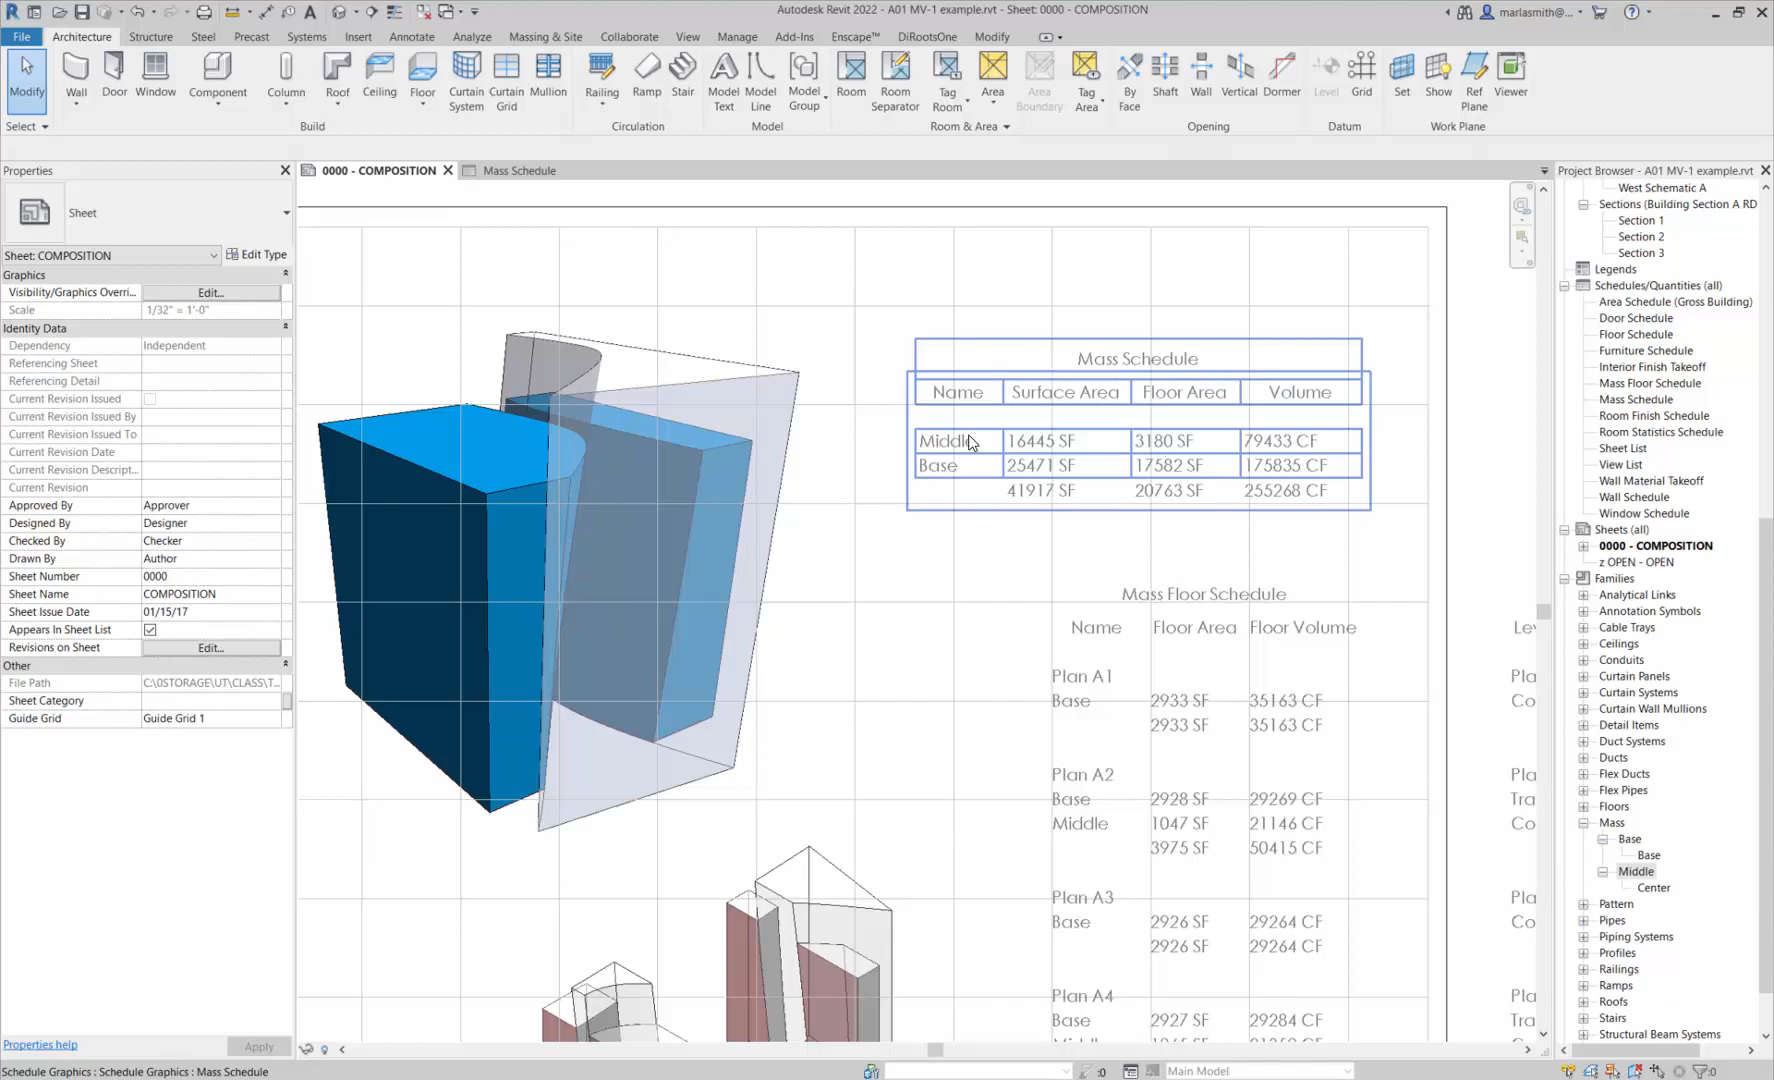 Autodesk Revit 2022 - A01 MV-1 example.rvt - Sheet: 0000 - COMPOSITION
mariasmith@...
File Architecture Structure Steel Precast Systems Insert Annotate Analyze Massing & Site Collaborate View Manage Add-Ins Enscape™ DiRootsOne Modify
Modify Wall Door Window Component Column Roof Ceiling Floor Curtain System Curtain Grid Mullion Railing Ramp Stair Model Text Model Line Model Group Room Room Separator Tag Room Area Area Boundary Tag Area By Face Shaft Wall Vertical Dormer Level Grid Set Show Ref Plane Viewer
Select Build Circulation Model Room & Area Opening Datum Work Plane
Properties
Sheet
Sheet: COMPOSITION Edit Type
Graphics
Visibility/Graphics Overri... Edit...
Scale 1/32" = 1'-0"
Identity Data
Dependency Independent
Referencing Sheet
Referencing Detail
Current Revision Issued
Current Revision Issued By
Current Revision Issued To
Current Revision Date
Current Revision Descript...
Current Revision
Approved By Approver
Designed By Designer
Checked By Checker
Drawn By Author
Sheet Number 0000
Sheet Name COMPOSITION
Sheet Issue Date 01/15/17
Appears In Sheet List
Revisions on Sheet Edit...
Other
File Path C:\0STORAGE\UT\CLASS\T...
Sheet Category
Guide Grid Guide Grid 1
Properties help Apply
0000 - COMPOSITION Mass Schedule
Mass Schedule
Name Surface Area Floor Area Volume
Middle 16445 SF 3180 SF 79433 CF
Base 25471 SF 17582 SF 175835 CF
41917 SF 20763 SF 255268 CF
Mass Floor Schedule
Name Floor Area Floor Volume
Plan A1
Base 2933 SF 35163 CF
2933 SF 35163 CF
Plan A2
Base 2928 SF 29269 CF
Middle 1047 SF 21146 CF
3975 SF 50415 CF
Plan A3
Base 2926 SF 29264 CF
2926 SF 29264 CF
Plan A4
Base 2927 SF 29284 CF
Lev
Pla
Co
Pla
Tra
Co
Pla
Co
Pla
Tra
Project Browser - A01 MV-1 example.rvt
West Schematic A
Sections (Building Section A RD
Section 1
Section 2
Section 3
Legends
Schedules/Quantities (all)
Area Schedule (Gross Building)
Door Schedule
Floor Schedule
Furniture Schedule
Interior Finish Takeoff
Mass Floor Schedule
Mass Schedule
Room Finish Schedule
Room Statistics Schedule
Sheet List
View List
Wall Material Takeoff
Wall Schedule
Window Schedule
Sheets (all)
0000 - COMPOSITION
z OPEN - OPEN
Families
Analytical Links
Annotation Symbols
Cable Trays
Ceilings
Conduits
Curtain Panels
Curtain Systems
Curtain Wall Mullions
Detail Items
Duct Systems
Ducts
Flex Ducts
Flex Pipes
Floors
Mass
Base
Base
Middle
Center
Pattern
Pipes
Piping Systems
Profiles
Railings
Ramps
Roofs
Stairs
Structural Beam Systems
Schedule Graphics : Schedule Graphics : Mass Schedule
:0 Main Model :0